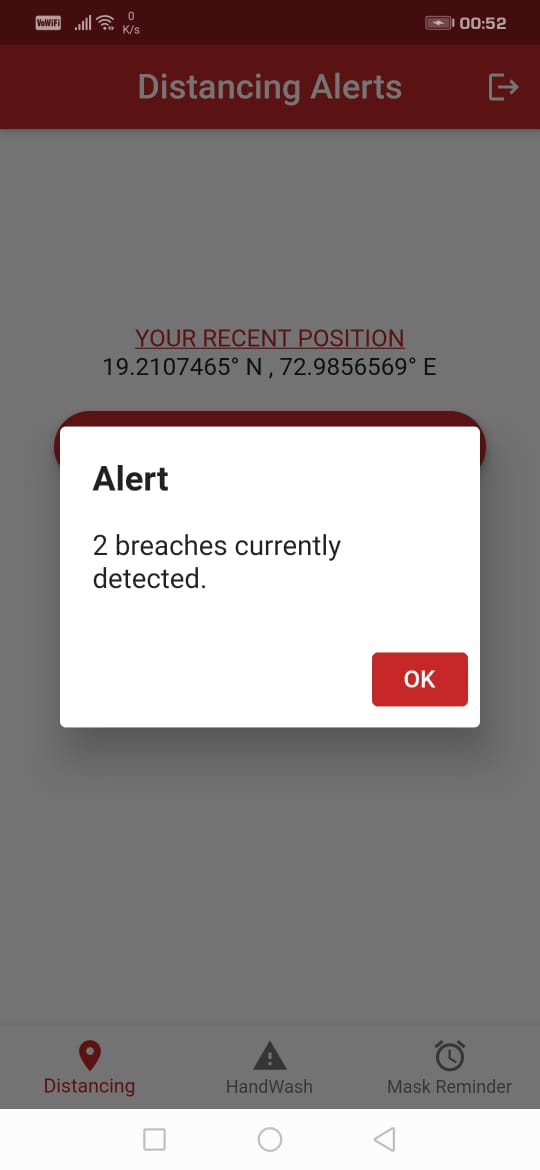 VoWiFi
0
K/s
00:52
Distancing Alerts
YOUR RECENT POSITION
19.2107465° N , 72.9856569° E
Alert
2 breaches currently
detected.
OK
Distancing
HandWash
Mask Reminder